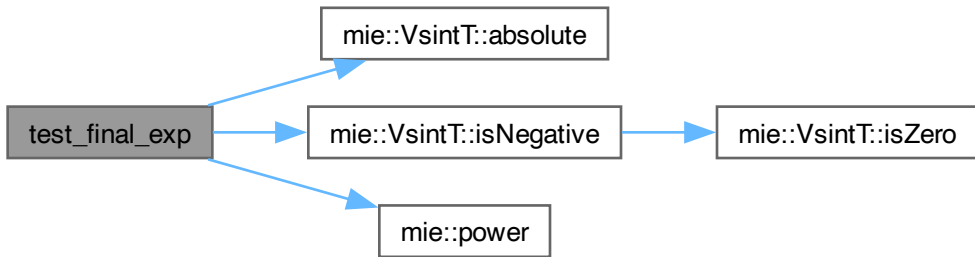 mie::VsintT::absolute
test_final_exp
mie::VsintT::isNegative
mie::VsintT::isZero
mie::power